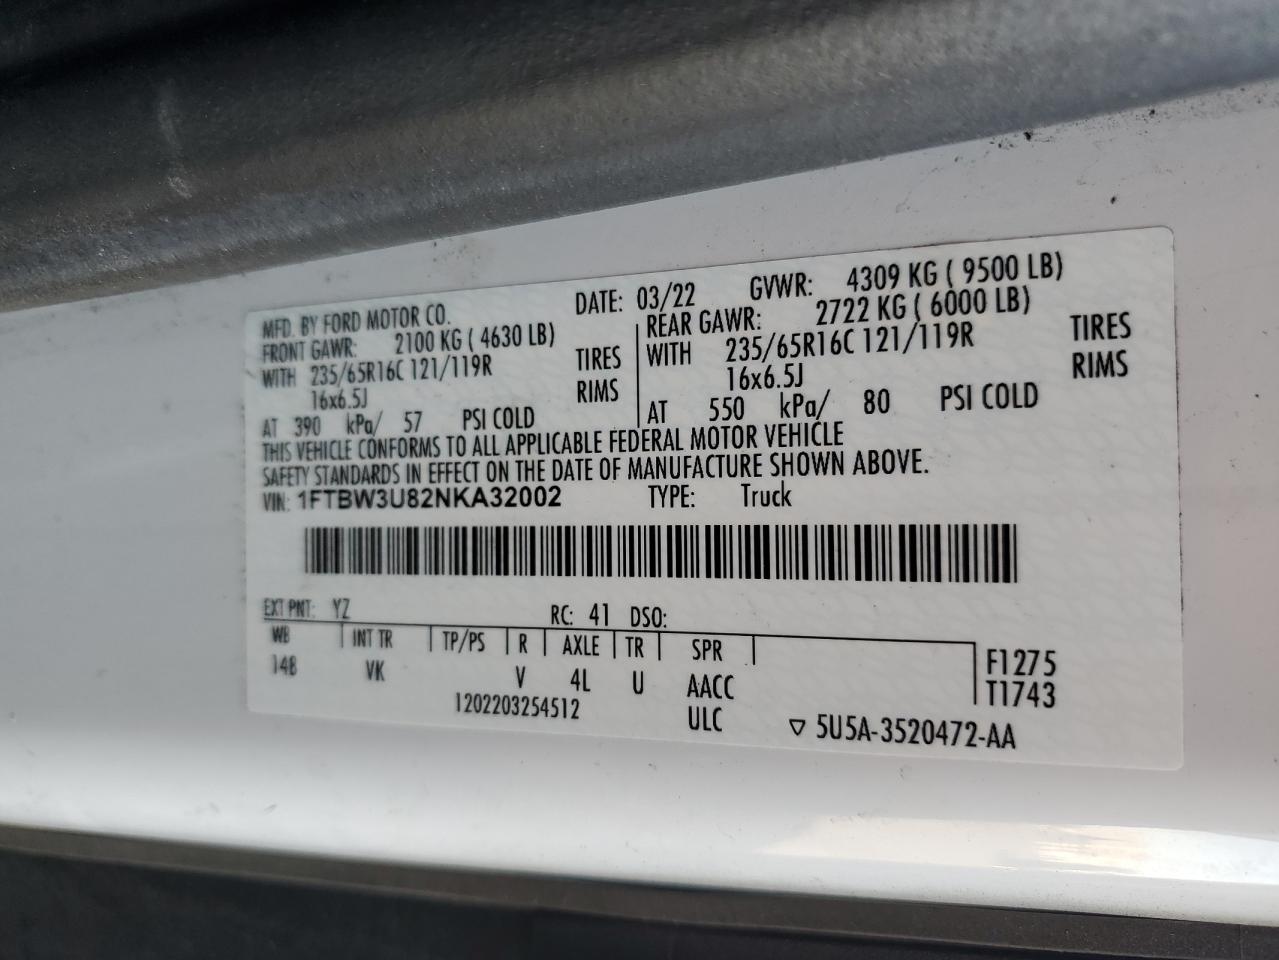 MFD. BY FORD MOTOR CO.
DATE: 03/22 GVWR: 4309 KG ( 9500 LB)
FRONT GAWR: 2100 KG ( 4630 LB)
WITH 235/65R16C 121/119R TIRES
16x6.5J RIMS
AT 390 kPa/ 57 PSI COLD
REAR GAWR: 2722 KG ( 6000 LB)
WITH 235/65R16C 121/119R TIRES
16x6.5J RIMS
AT 550 kPa/ 80 PSI COLD
THIS VEHICLE CONFORMS TO ALL APPLICABLE FEDERAL MOTOR VEHICLE
SAFETY STANDARDS IN EFFECT ON THE DATE OF MANUFACTURE SHOWN ABOVE.
VIN: 1FTBW3U82NKA32002 TYPE: Truck
EXT PNT: YZ RC: 41 DSO:
WB INT TR TP/PS R AXLE TR SPR
148 VK V 4L U AACC
1202203254512 ULC
F1275
T1743
▽ 5U5A-3520472-AA